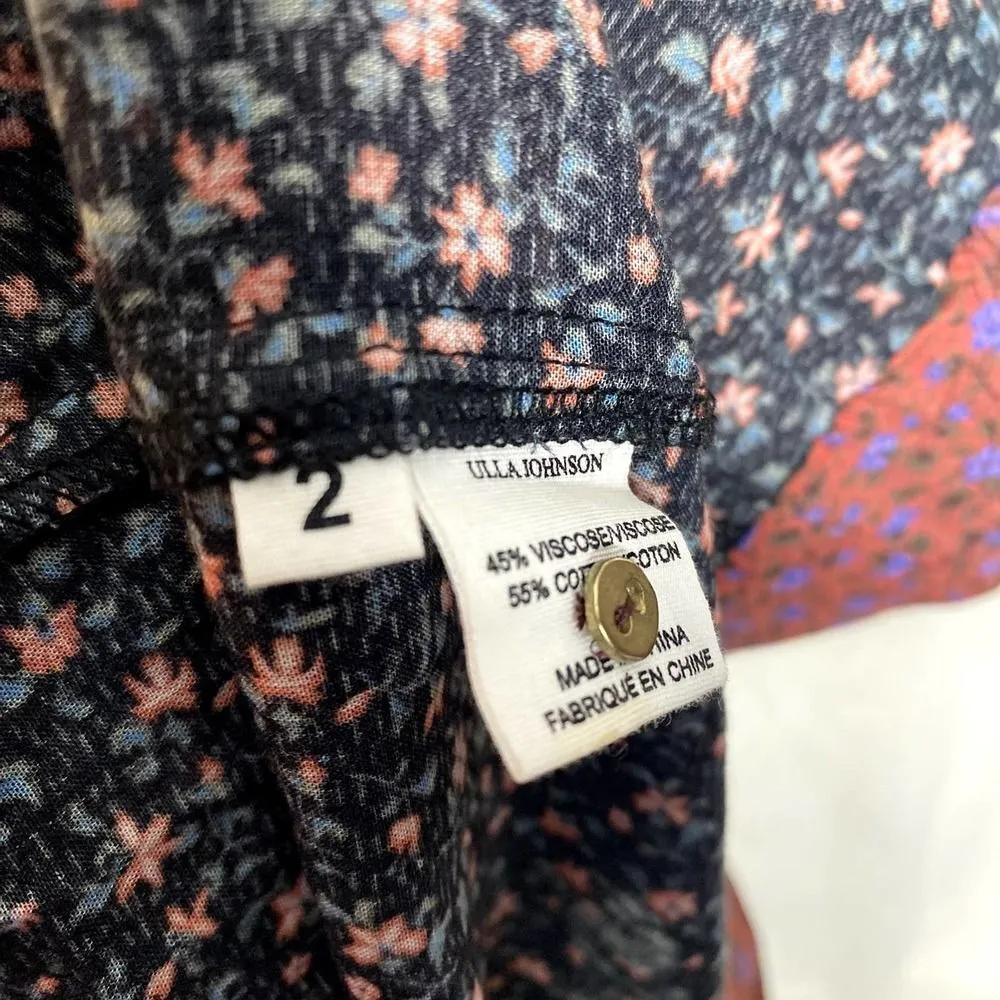 2
ULLA JOHNSON
45% VISCOSE/VISCOSE
55%
MADE
FABRIQUÉ EN CHINE